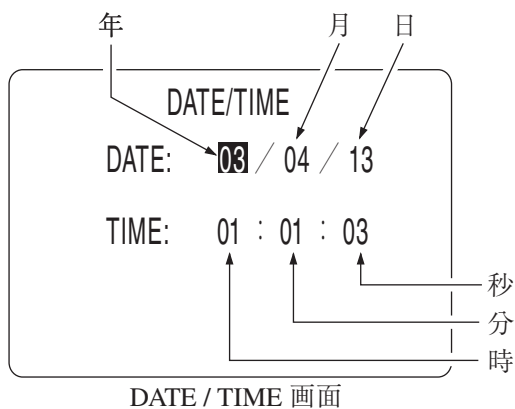 年 月 日
DATE/TIME
DATE: 03 / 04 / 13
TIME: 01 : 01 : 03
秒
分
時
DATE / TIME 画面